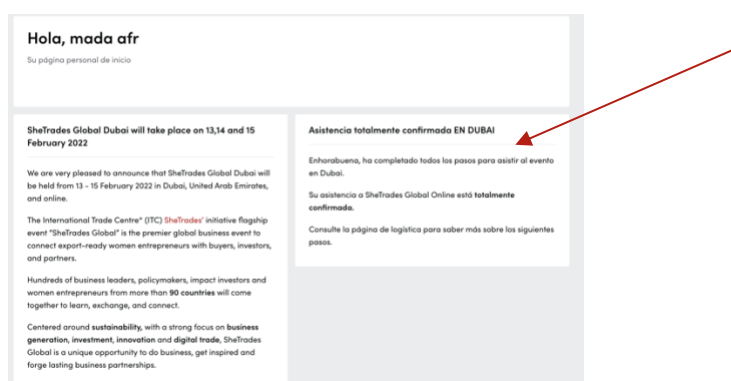 Hola, mada afr
Su página personal de inicio
SheTrades Global Dubai will take place on 13,14 and 15
February 2022
We are very pleased to announce that SheTrades Global Dubai will
be held from 13 - 15 February 2022 in Dubai, United Arab Emirates,
and online.
The International Trade Centre* (ITC) SheTrades' initiative flagship
event "SheTrades Global" is the premier global business event to
connect export-ready women entrepreneurs with buyers, investors,
and partners.
Hundreds of business leaders, policymakers, impact investors and
women entrepreneurs from more than 90 countries will come
together to learn, exchange, and connect.
Centered around sustainability, with a strong focus on business
generation, investment, innovation and digital trade, SheTrades
Global is a unique opportunity to do business, get inspired and
forge lasting business partnerships.
Asistencia totalmente confirmada EN DUBAI
Enhorabuena, ha completado todos los pasos para asistir al evento
en Dubai.
Su asistencia a SheTrades Global Online está totalmente
confirmada.
Consulte la página de logística para saber más sobre los siguientes
pasos.